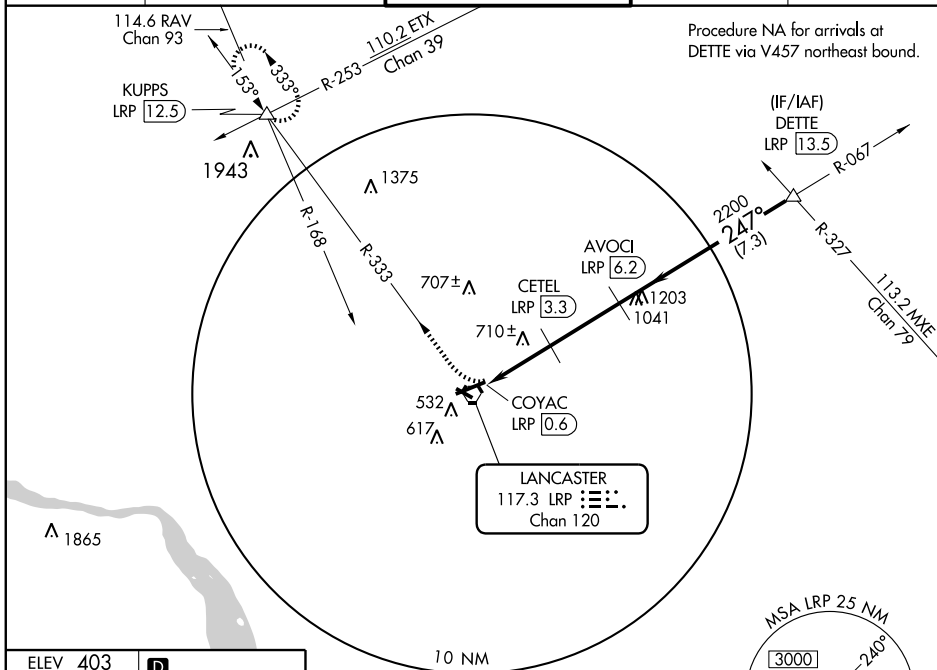 114.6 RAV
Chan 93
110.2 ETX
Chan 39
R-253
Procedure NA for arrivals at
DETTE via V457 northeast bound.
153°
333°
KUPPS
LRP 12.5
(IF/IAF)
DETTE
LRP 13.5
R-067
1943
1375
2200
247°
(7.3)
R-168
R-333
R-327
AVOCI
LRP 6.2
113.2 MXE
Chan 79
707±
CETEL
LRP 3.3
1203
1041
710±
532
COYAC
LRP 0.6
617
LANCASTER
117.3 LRP
Chan 120
1865
MSA LRP 25 NM
3000
240°
10 NM
ELEV 403
D